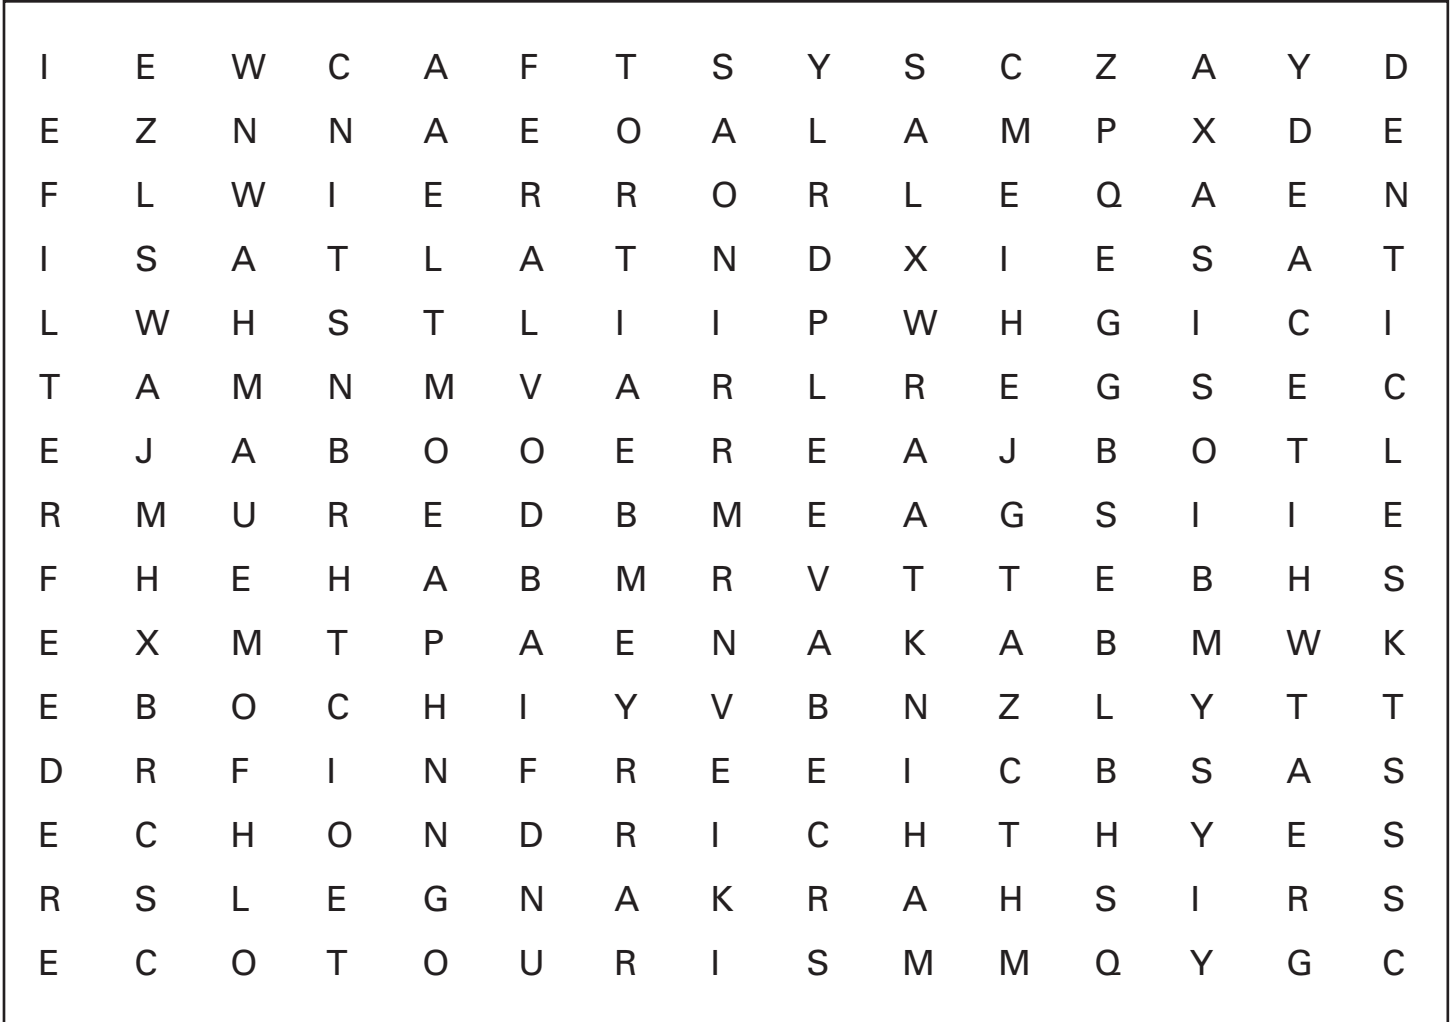 I E W C A F T S Y S C Z A Y D
E Z N N A E O A L A M P X D E
F L W I E R R O R L E Q A E N
I S A T L A T N D X I E S A T
L W H S T L I I P W H G I C I
T A M N M V A R L R E G S E C
E J A B O O E R E A J B O T L
R M U R E D B M E A G S I I E
F H E H A B M R V T T E B H S
E X M T P A E N A K A B M W K
E B O C H I Y V B N Z L Y T T
D R F I N F R E E I C B S A S
E C H O N D R I C H T H Y E S
R S L E G N A K R A H S I R S
E C O T O U R I S M M Q Y G C